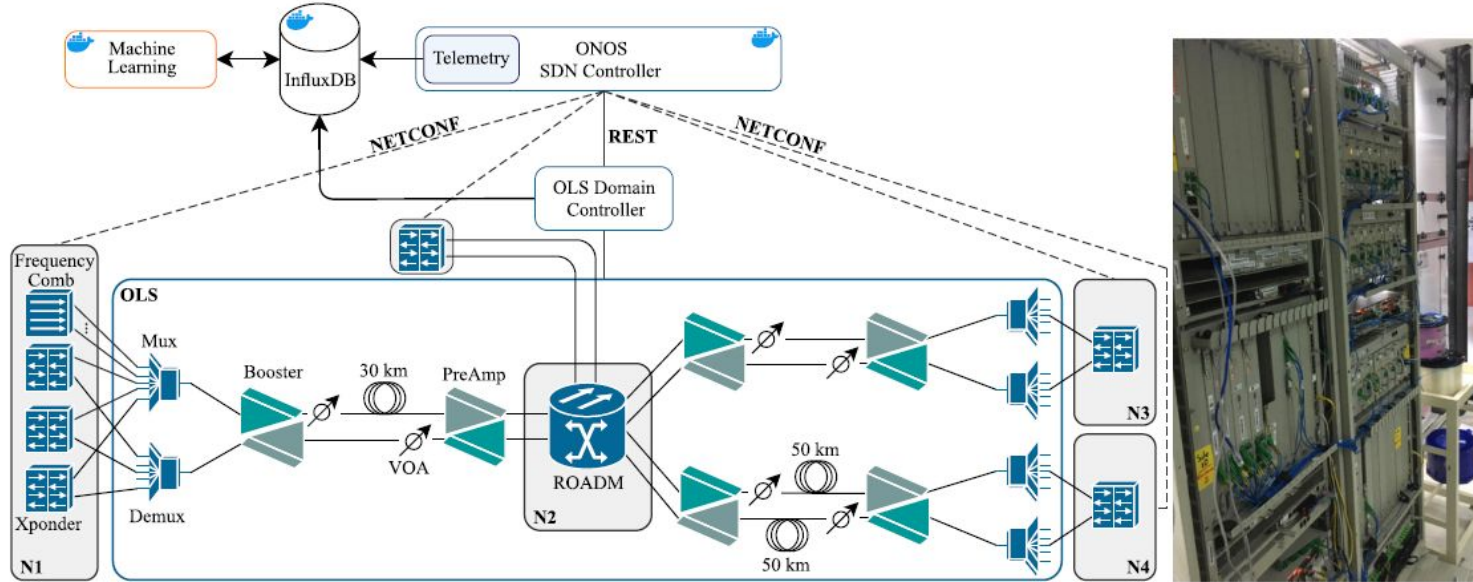 Machine
Learning
InfluxDB
Telemetry
ONOS
SDN Controller
NETCONF
REST
NETCONF
OLS Domain
Controller
Frequency
Comb
OLS
Mux
Booster
30 km
PreAmp
VOA
Demux
Xponder
N1
ROADM
N2
50 km
50 km
N3
N4